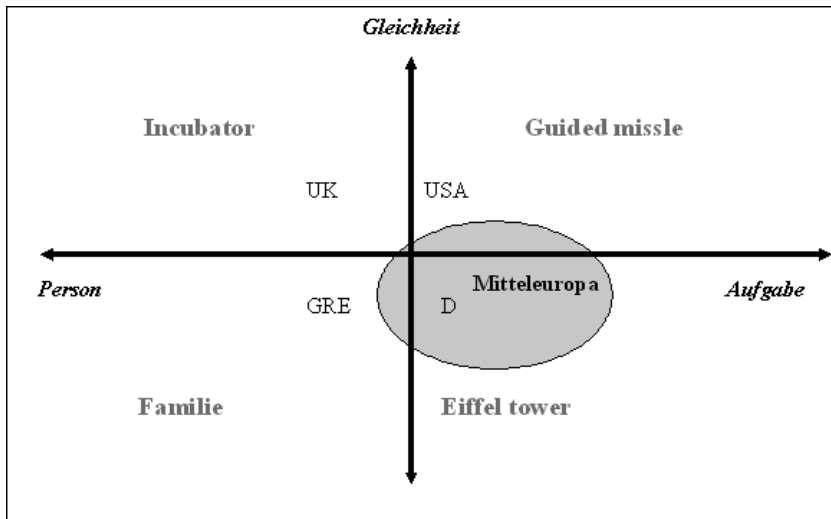 Gleichheit
Incubator
Guided missle
UK
USA
Person
Mitteleuropa
Aufgabe
GRE
D
Familie
Eiffel tower